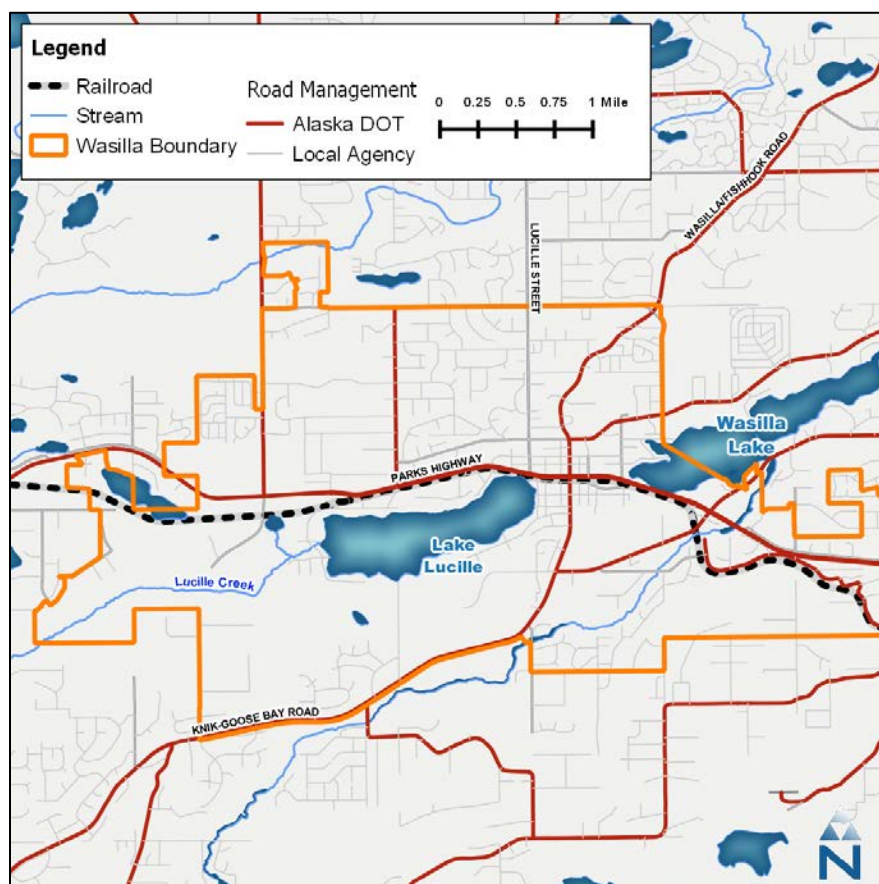 Legend
Railroad
Stream
Wasilla Boundary
Road Management
Alaska DOT
Local Agency
0 0.25 0.5 0.75 1 Mile
WASILLA/FISHHOOK ROAD
LUCILLE STREET
Wasilla
Lake
PARKS HIGHWAY
Lake
Lucille
Lucille Creek
KNIK-GOOSE BAY ROAD
N